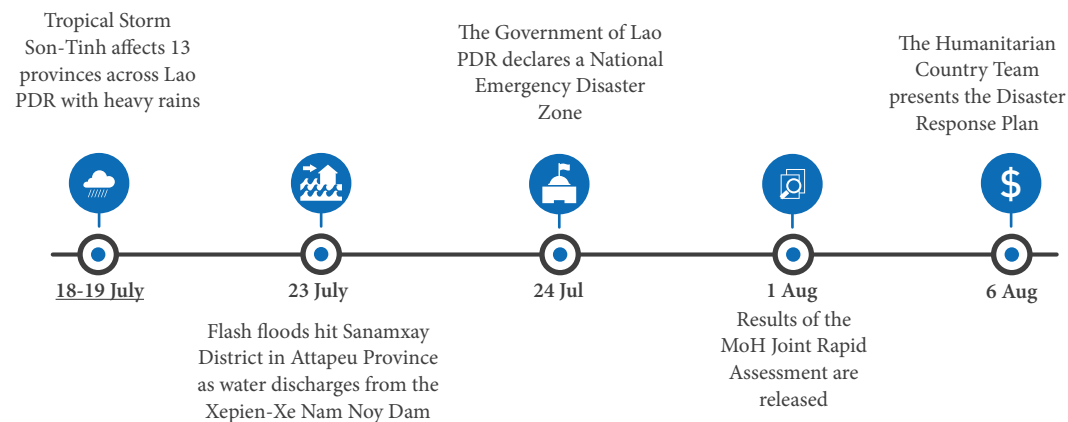 Tropical Storm
Son-Tinh affects 13
provinces across Lao
PDR with heavy rains
18-19 July
23 July
Flash floods hit Sanamxay
District in Attapeu Province
as water discharges from the
Xepien-Xe Nam Noy Dam
The Government of Lao
PDR declares a National
Emergency Disaster
Zone
24 Jul
1 Aug
Results of the
MoH Joint Rapid
Assessment are
released
The Humanitarian
Country Team
presents the Disaster
Response Plan
$
6 Aug